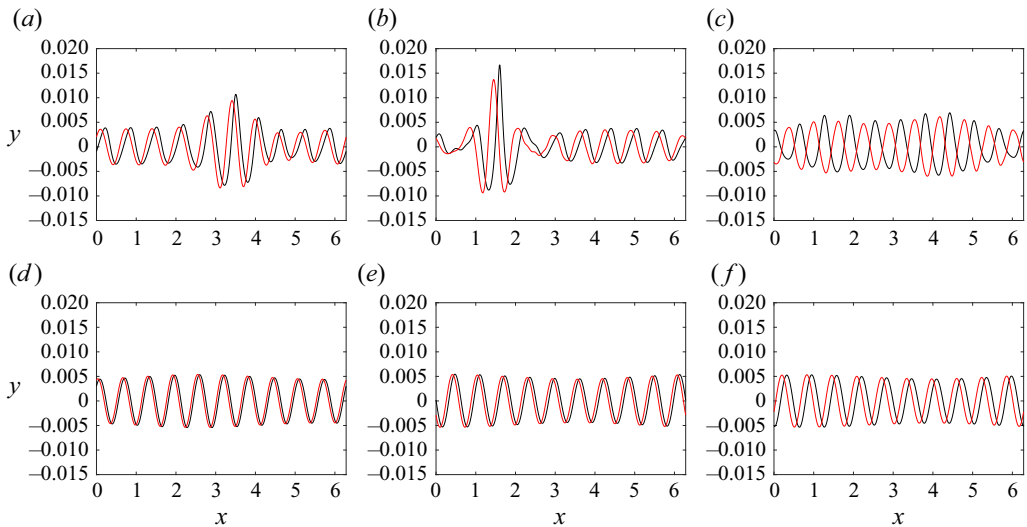 (a) (b) (c)
0.020 0.020 0.020
0.015 0.015 0.015
0.010 0.010 0.010
0.005 0.005 0.005
y 0 0 0
–0.005 –0.005 –0.005
–0.010 –0.010 –0.010
–0.015 –0.015 –0.015
0 1 2 3 4 5 6 0 1 2 3 4 5 6 0 1 2 3 4 5 6
(d) (e) (f)
0.020 0.020 0.020
0.015 0.015 0.015
0.010 0.010 0.010
0.005 0.005 0.005
y 0 0 0
–0.005 –0.005 –0.005
–0.010 –0.010 –0.010
–0.015 –0.015 –0.015
0 1 2 3 4 5 6 0 1 2 3 4 5 6 0 1 2 3 4 5 6
x x x